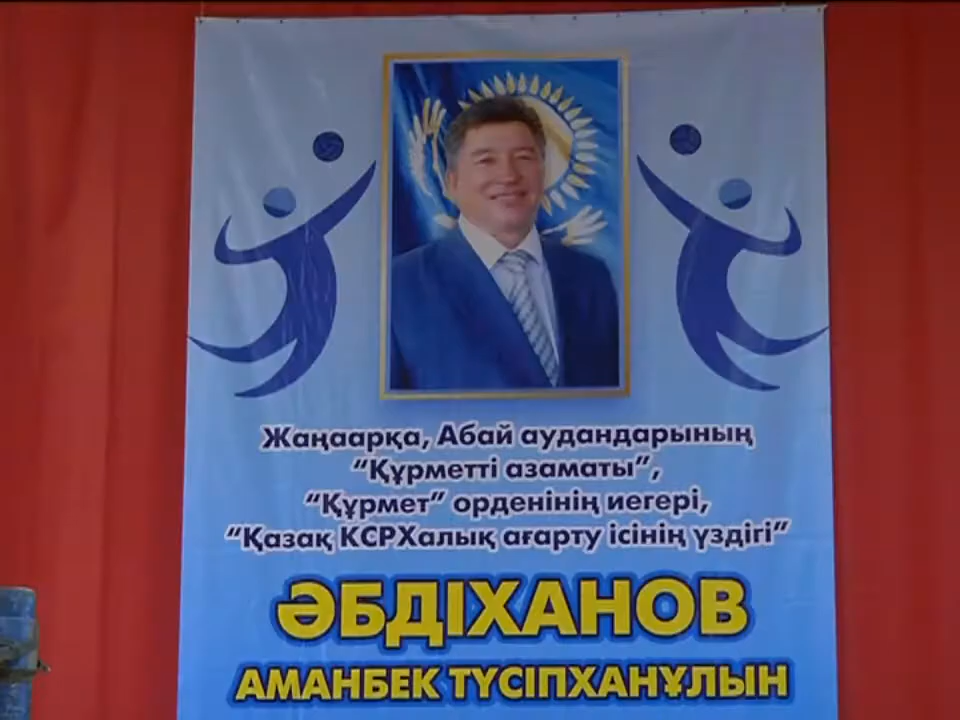 Жаңаарқа, Абай аудандарының
“Құрметті азаматы”,
“Құрмет” орденінің иегері,
“Қазақ КСРХалық ағарту ісінің үздігі”
ӘБДІХАНОВ
АМАНБЕК ТҮСІПХАНҰЛЫН